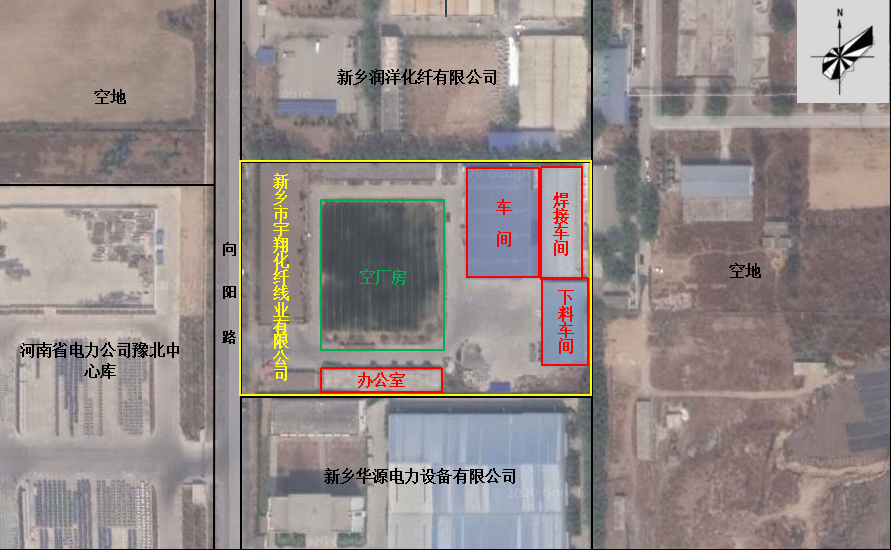 N
新乡润洋化纤有限公司
空地
新乡市宇翔化纤线业有限公司
车间
焊接车间
向阳路
空厂房
空地
下料车间
河南省电力公司豫北中
心库
办公室
新乡华源电力设备有限公司